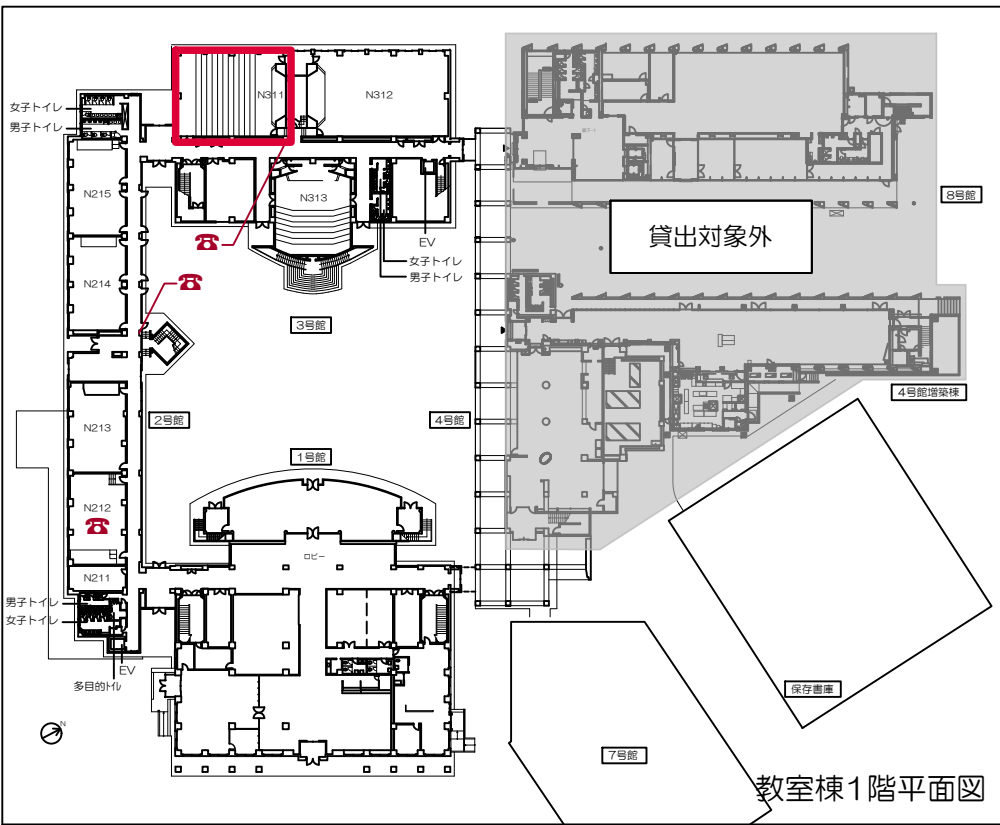 N311
N312
女子トイレ
男子トイレ
N215
N313
8号館
貸出対象外
EV
女子トイレ
男子トイレ
N214
3号館
4号館増築棟
N213
2号館
4号館
1号館
N212
ロビー
N211
男子トイレ
女子トイレ
EV
多目的トイレ
保存書庫
N
7号館
教室棟1階平面図